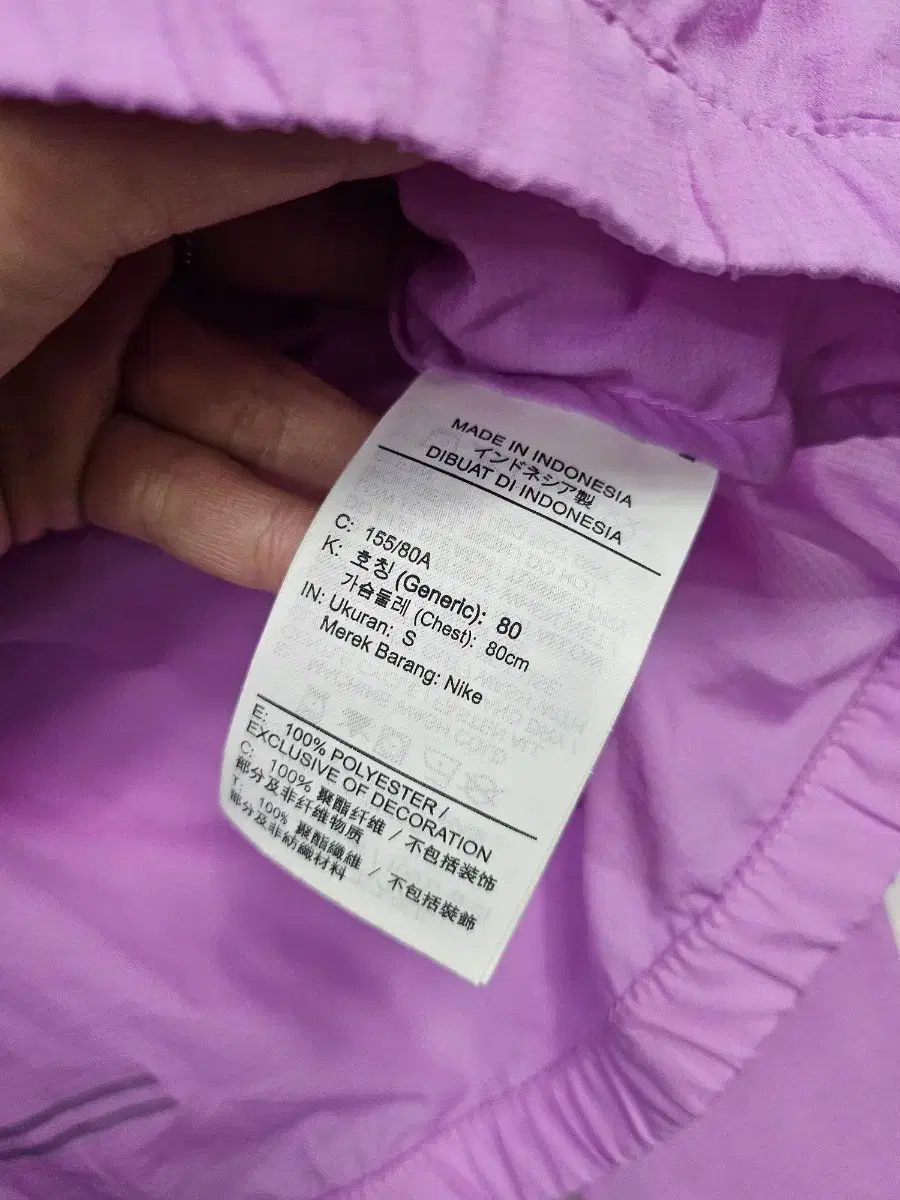 MADE IN INDONESIA
インドネシア製
DIBUAT DI INDONESIA
C: 155/80A
K: 호칭 (Generic): 80
가슴둘레 (Chest): 80cm
IN: Ukuran: S
Merek Barang: Nike
E: 100% POLYESTER /
EXCLUSIVE OF DECORATION
C: 100% 聚酯纤维 / 不包括装饰
部分及非纤维物质
T: 100% 聚酯纖維 / 不包括裝飾
部分及非紡織材料